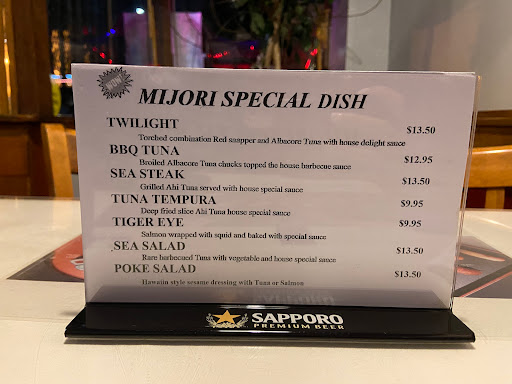 MIJORI SPECIAL DISH
TWILIGHT
Torched combination Red snapper and Albacore Tuna with house delight sauce $13.50
BBQ TUNA
Broiled Albacore Tuna chucks topped the house barbecue sauce $12.95
SEA STEAK
Grilled Ahi Tuna served with house special sauce $13.50
TUNA TEMPURA
Deep fried slice Ahi Tuna house special sauce $9.95
TIGER EYE
Salmon wrapped with squid and baked with special sauce $9.95
SEA SALAD
Rare barbecued Tuna with vegetable and house special sauce $13.50
POKE SALAD
Hawaiin style sesame dressing with Tuna or Salmon $13.50
SAPPORO
PREMIUM BEER